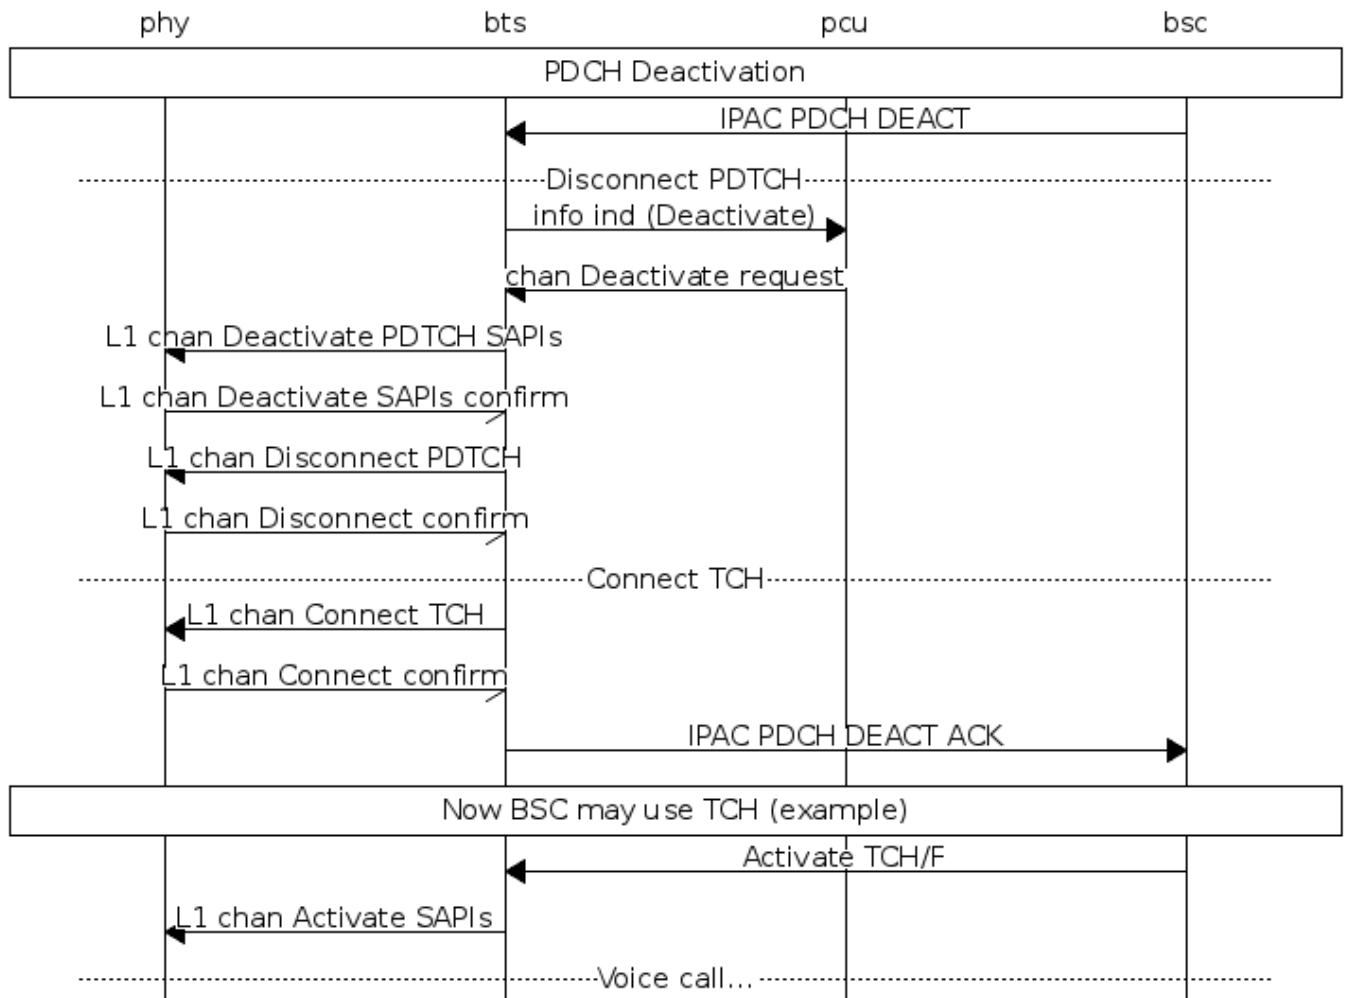 phy bts pcu bsc
PDCH Deactivation
IPAC PDCH DEACT
Disconnect PDTCH
info ind (Deactivate)
chan Deactivate request
L1 chan Deactivate PDTCH SAPIs
L1 chan Deactivate SAPIs confirm
L1 chan Disconnect PDTCH
L1 chan Disconnect confirm
Connect TCH
L1 chan Connect TCH
L1 chan Connect confirm
IPAC PDCH DEACT ACK
Now BSC may use TCH (example)
Activate TCH/F
L1 chan Activate SAPIs
Voice call...